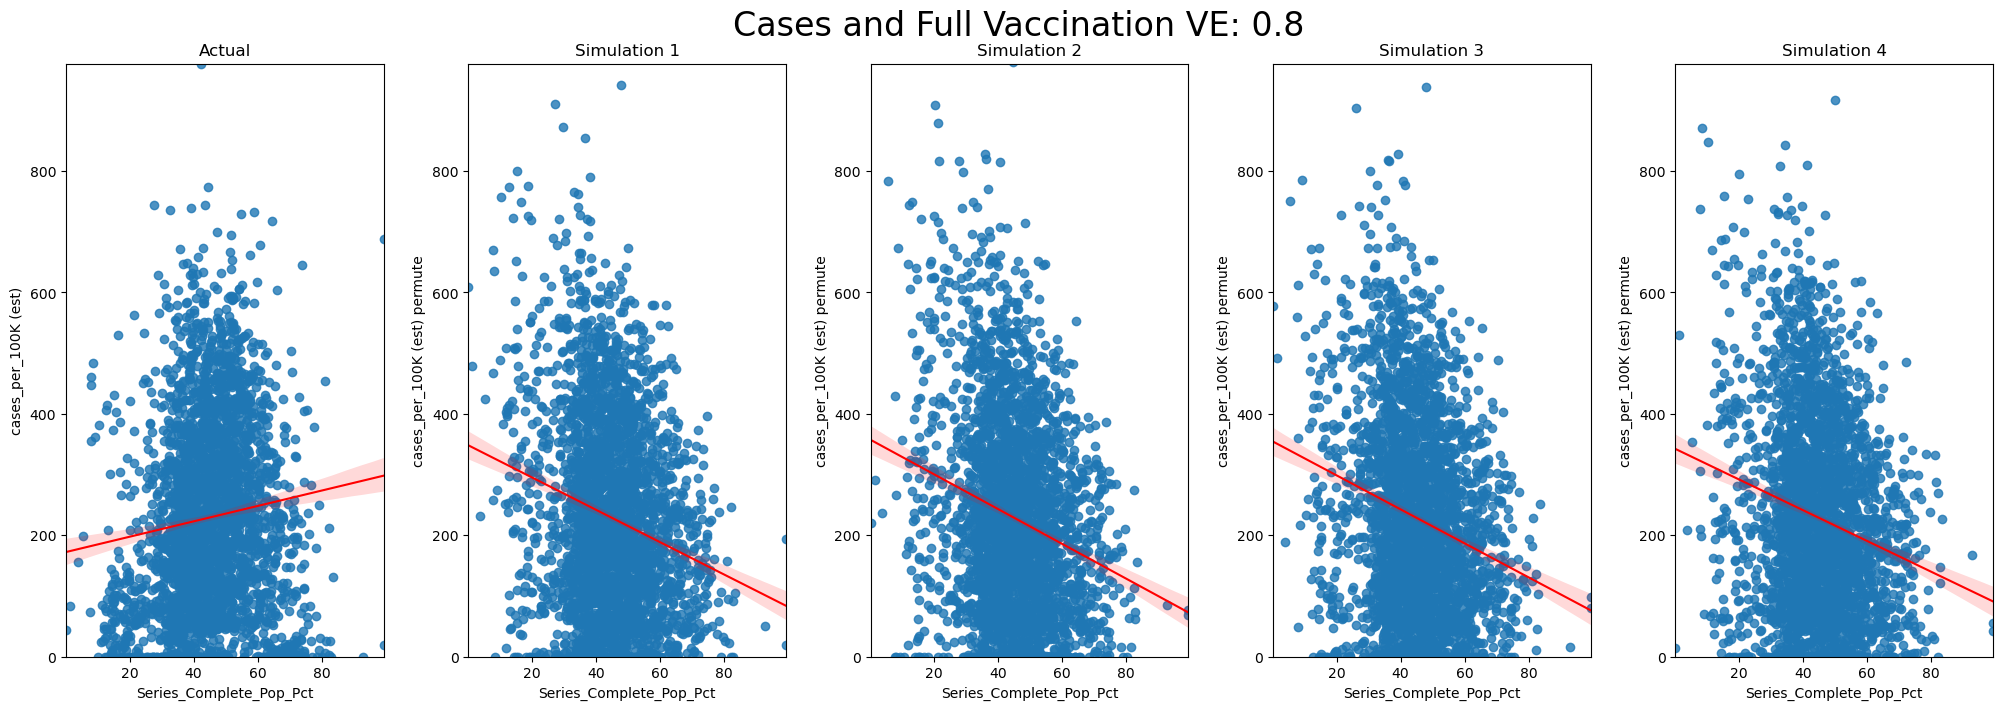 Cases and Full Vaccination VE: 0.8
Actual
cases_per_100K (est)
800
600
400
200
0
20 40 60 80
Series_Complete_Pop_Pct
Simulation 1
cases_per_100K (est) permute
800
600
400
200
0
20 40 60 80
Series_Complete_Pop_Pct
Simulation 2
cases_per_100K (est) permute
800
600
400
200
0
20 40 60 80
Series_Complete_Pop_Pct
Simulation 3
cases_per_100K (est) permute
800
600
400
200
0
20 40 60 80
Series_Complete_Pop_Pct
Simulation 4
cases_per_100K (est) permute
800
600
400
200
0
20 40 60 80
Series_Complete_Pop_Pct